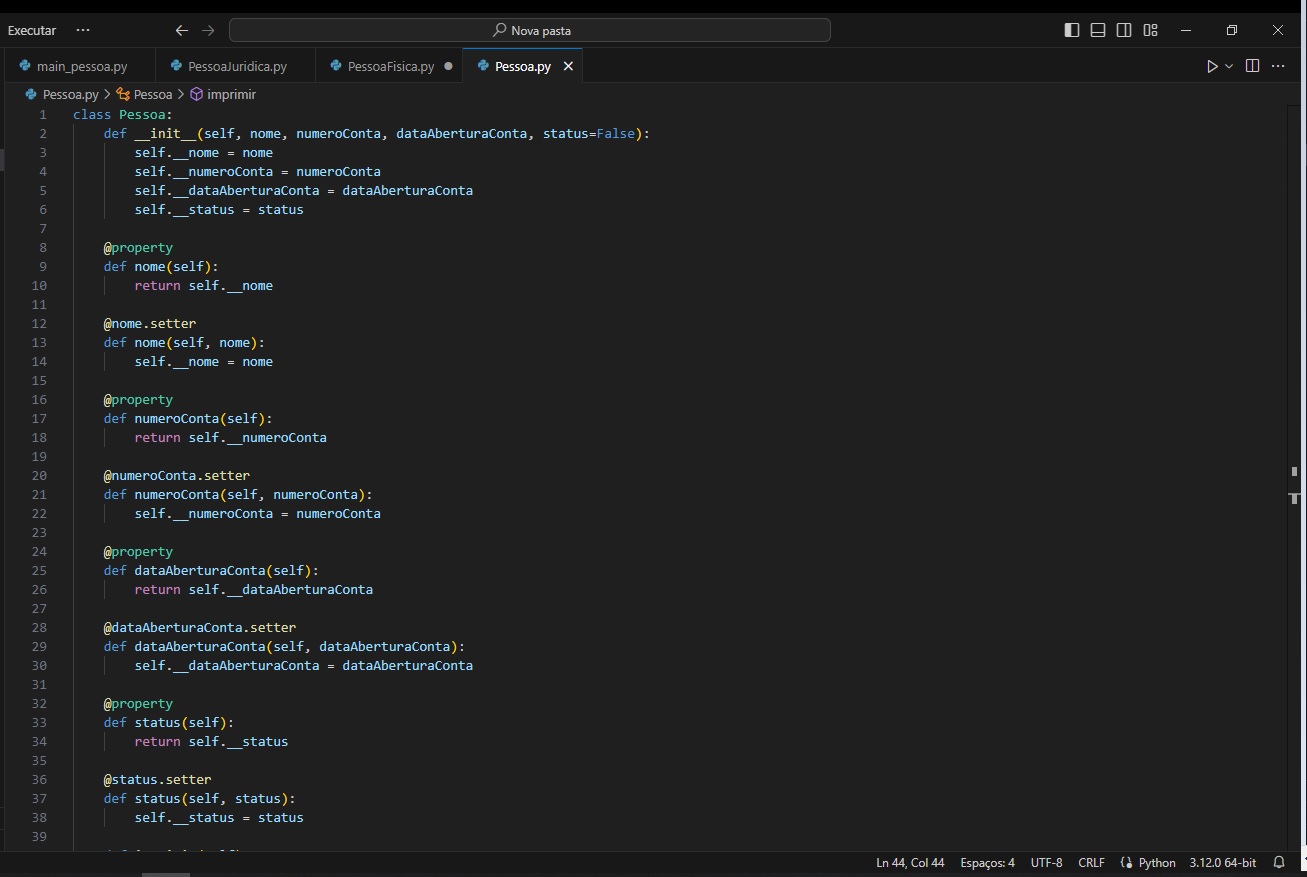 Executar ···
Nova pasta
main_pessoa.py PessoaJuridica.py PessoaFisica.py Pessoa.py
Pessoa.py > Pessoa > imprimir
1 class Pessoa:
2 def __init__(self, nome, numeroConta, dataAberturaConta, status=False):
3 self.__nome = nome
4 self.__numeroConta = numeroConta
5 self.__dataAberturaConta = dataAberturaConta
6 self.__status = status
7
8 @property
9 def nome(self):
10 return self.__nome
11
12 @nome.setter
13 def nome(self, nome):
14 self.__nome = nome
15
16 @property
17 def numeroConta(self):
18 return self.__numeroConta
19
20 @numeroConta.setter
21 def numeroConta(self, numeroConta):
22 self.__numeroConta = numeroConta
23
24 @property
25 def dataAberturaConta(self):
26 return self.__dataAberturaConta
27
28 @dataAberturaConta.setter
29 def dataAberturaConta(self, dataAberturaConta):
30 self.__dataAberturaConta = dataAberturaConta
31
32 @property
33 def status(self):
34 return self.__status
35
36 @status.setter
37 def status(self, status):
38 self.__status = status
39
Ln 44, Col 44 Espaços: 4 UTF-8 CRLF Python 3.12.0 64-bit